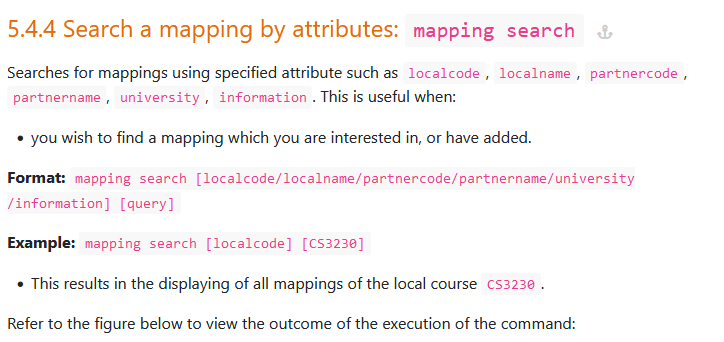 5.4.4 Search a mapping by attributes: mapping search
Searches for mappings using specified attribute such as localcode , localname , partnercode ,
partnername , university , information . This is useful when:
• you wish to find a mapping which you are interested in, or have added.
Format: mapping search [localcode/localname/partnercode/partnername/university
/information] [query]
Example: mapping search [localcode] [CS3230]
• This results in the displaying of all mappings of the local course CS3230 .
Refer to the figure below to view the outcome of the execution of the command: